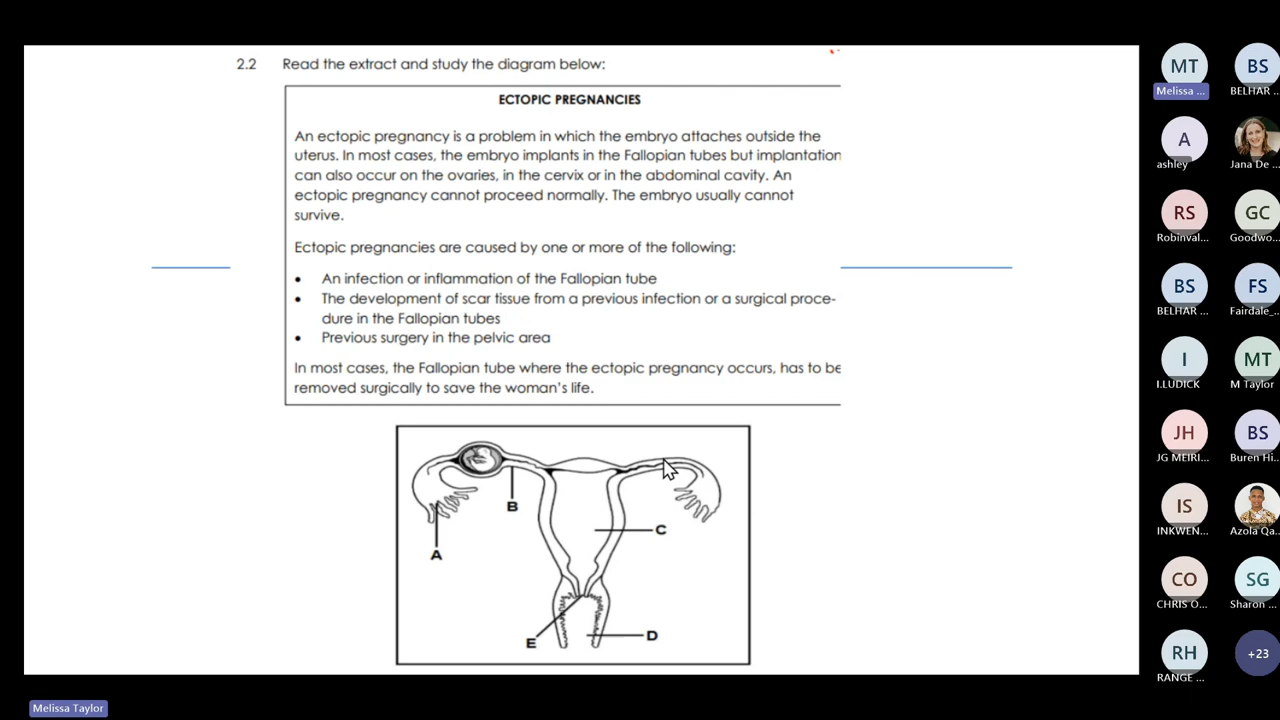 2.2 Read the extract and study the diagram below:
ECTOPIC PREGNANCIES
An ectopic pregnancy is a problem in which the embryo attaches outside the
uterus. In most cases, the embryo implants in the Fallopian tubes but implantation
can also occur on the ovaries, in the cervix or in the abdominal cavity. An
ectopic pregnancy cannot proceed normally. The embryo usually cannot
survive.
Ectopic pregnancies are caused by one or more of the following:
• An infection or inflammation of the Fallopian tube
• The development of scar tissue from a previous infection or a surgical proce-
dure in the Fallopian tubes
• Previous surgery in the pelvic area
In most cases, the Fallopian tube where the ectopic pregnancy occurs, has to be
removed surgically to save the woman's life.
B
C
A
E
D
MT
Melissa ...
BS
BELHAR ...
A
ashley
Jana De ...
RS
Robinval...
GC
Goodwo...
BS
BELHAR ...
FS
Fairdale_...
I
I.LUDICK
MT
M Taylor
JH
JG MEIRI...
BS
Buren Hi...
IS
INKWEN...
Azola Qa...
CO
CHRIS O...
SG
Sharon ...
RH
RANGE ...
+23
Melissa Taylor